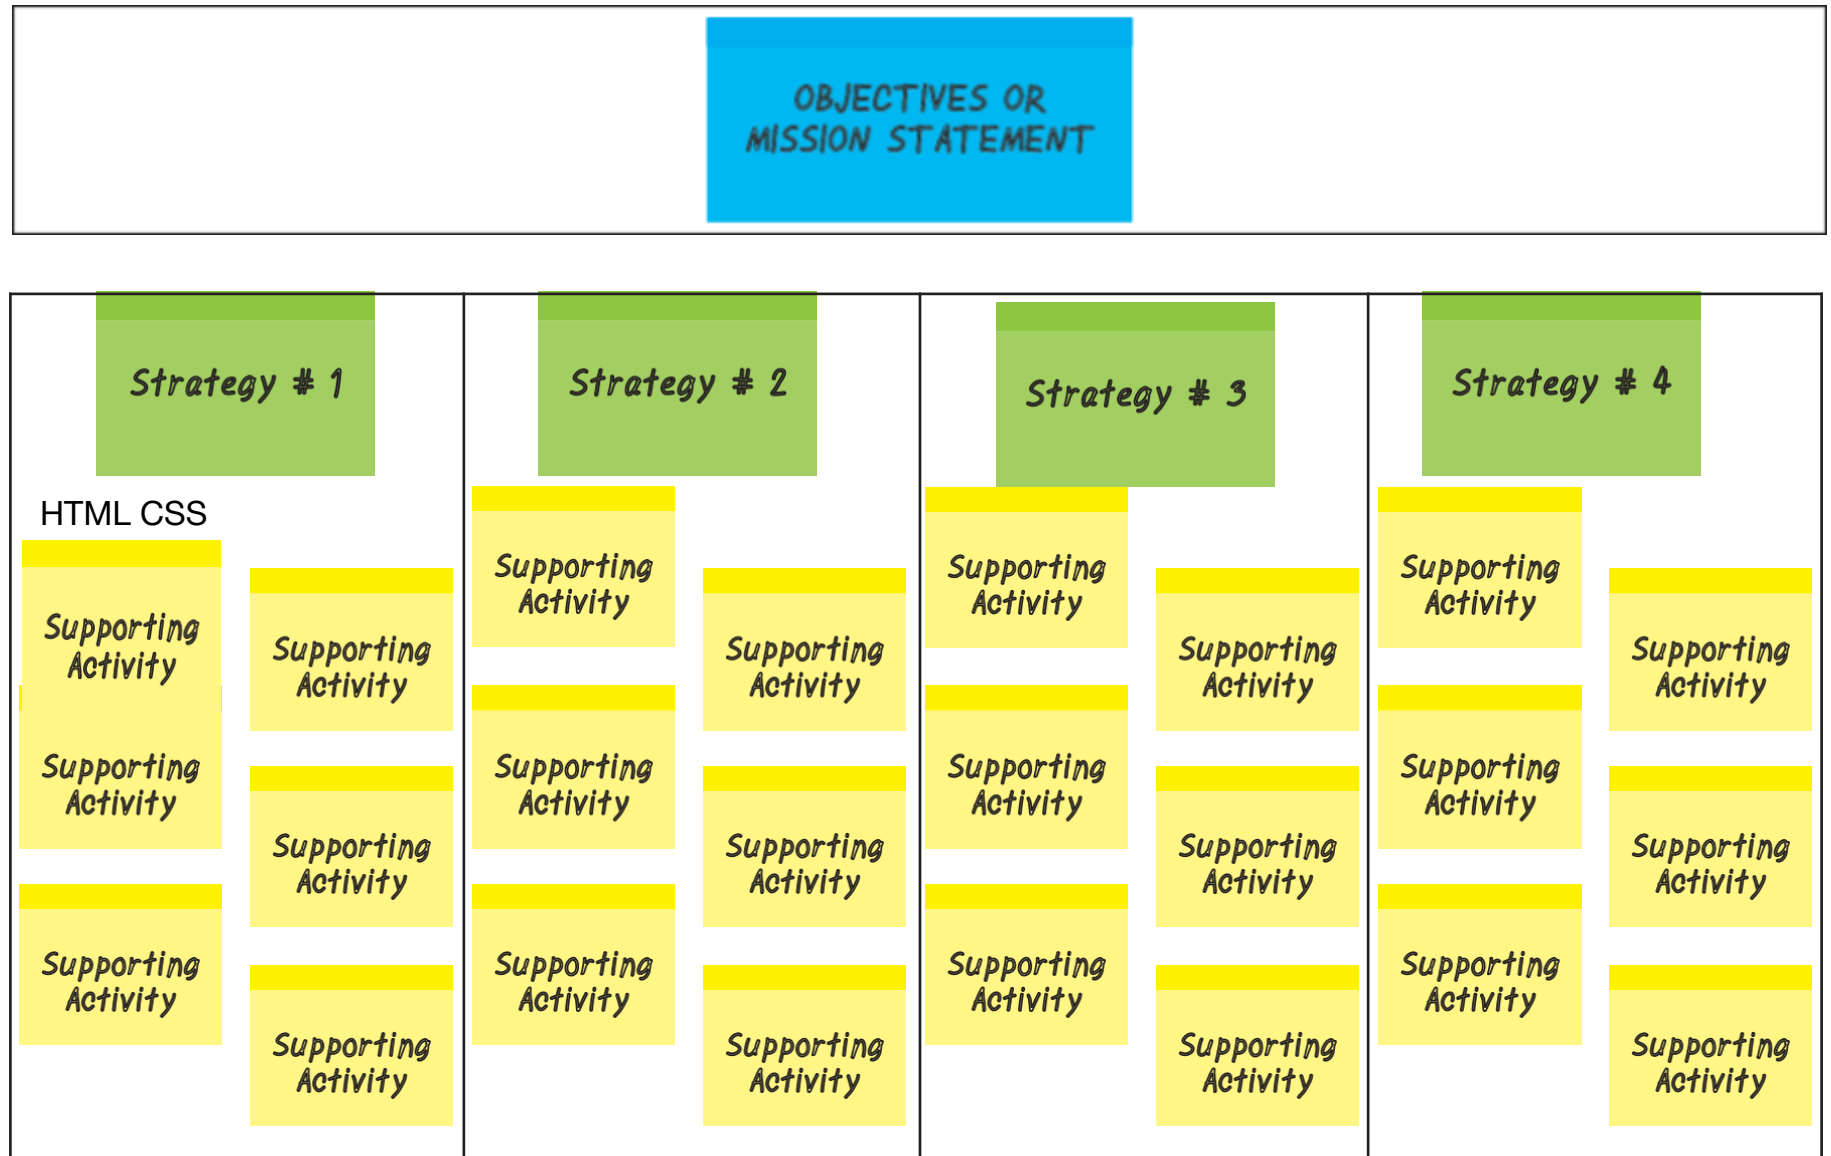 OBJECTIVES OR
MISSION STATEMENT
Strategy # 1
Strategy # 2
Strategy # 3
Strategy # 4
HTML CSS
Supporting
Activity
Supporting
Activity
Supporting
Activity
Supporting
Activity
Supporting
Activity
Supporting
Activity
Supporting
Activity
Supporting
Activity
Supporting
Activity
Supporting
Activity
Supporting
Activity
Supporting
Activity
Supporting
Activity
Supporting
Activity
Supporting
Activity
Supporting
Activity
Supporting
Activity
Supporting
Activity
Supporting
Activity
Supporting
Activity
Supporting
Activity
Supporting
Activity
Supporting
Activity
Supporting
Activity